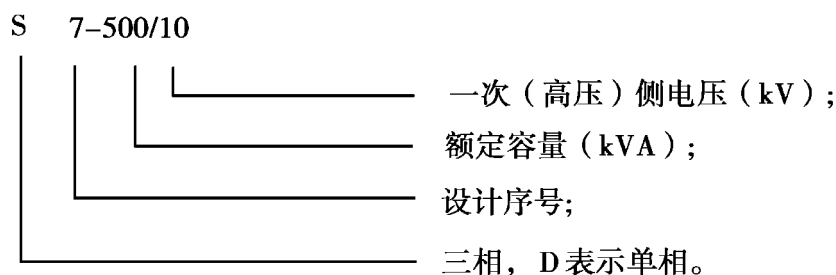 S 7-500/10
一次（高压）侧电压（kV）;
额定容量（kVA）;
设计序号;
三相，D表示单相。